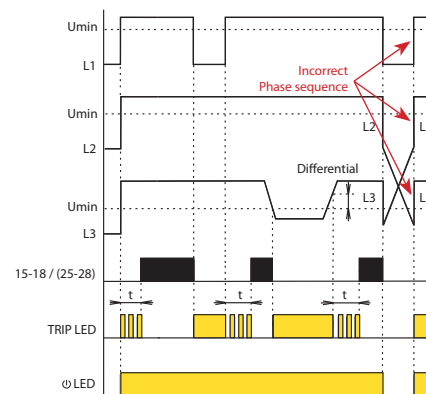 Umin
L1
Incorrect
Phase sequence
Umin
L2
L
L2
Differential
Umin
L3
L
L3
15-18 / (25-28)
t
t
t
TRIP LED
⏻ LED